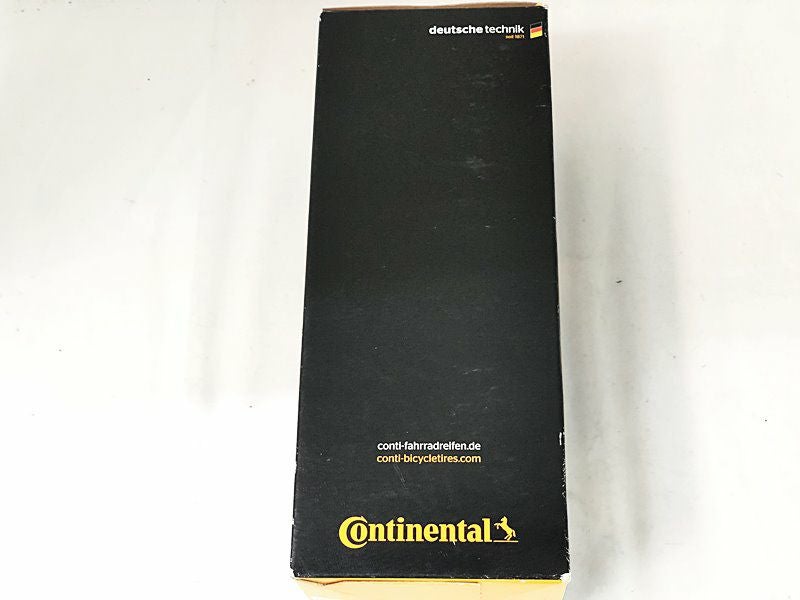 deutsche technik
seit 1871
conti-fahrradreifen.de
conti-bicycletires.com
Continental